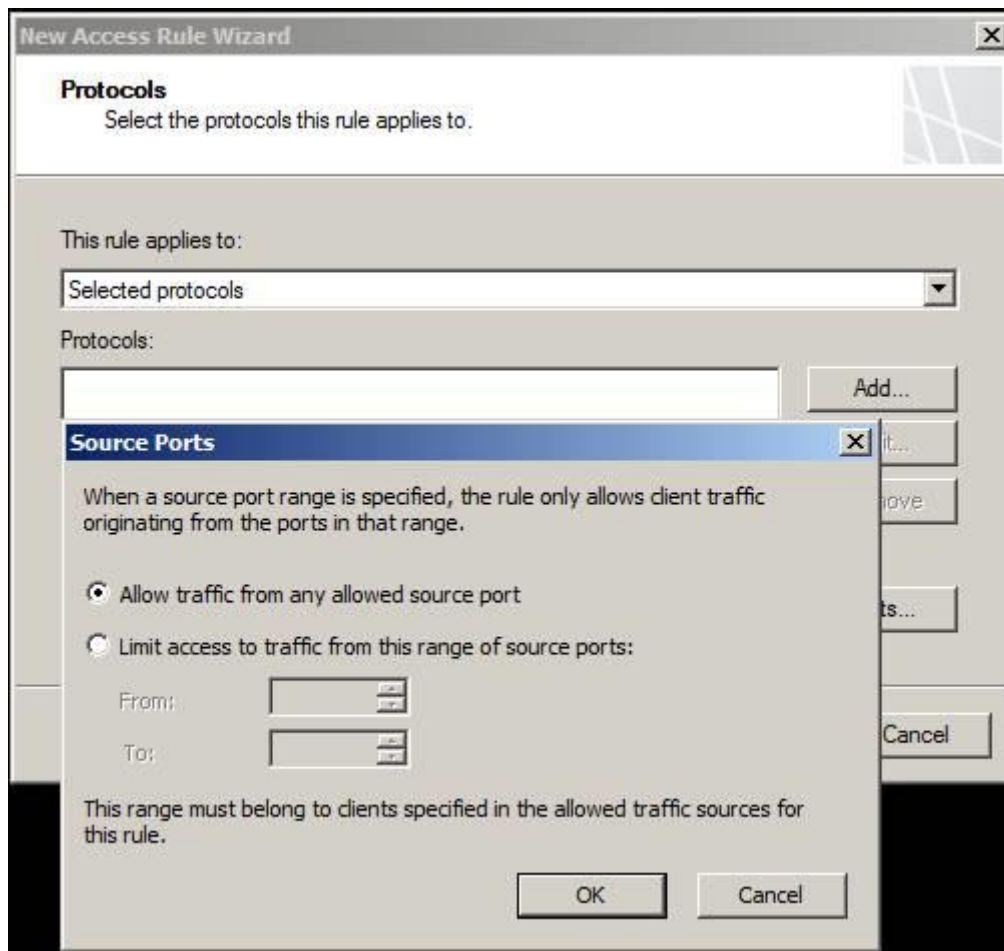 New Access Rule Wizard
Protocols
Select the protocols this rule applies to.
This rule applies to:
Selected protocols
Protocols:
Add...
Source Ports
it...
When a source port range is specified, the rule only allows client traffic
originating from the ports in that range.
ove
Allow traffic from any allowed source port
ts...
Limit access to traffic from this range of source ports:
From:
To:
Cancel
This range must belong to clients specified in the allowed traffic sources for
this rule.
OK
Cancel